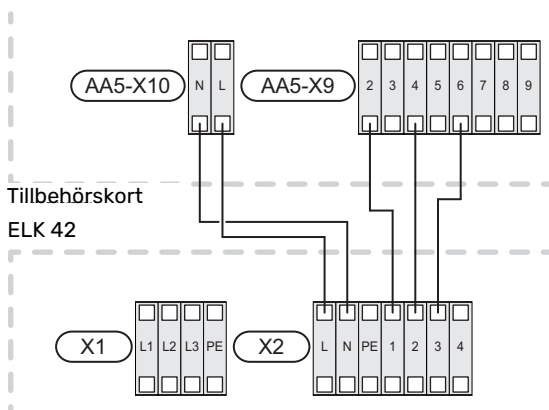 AA5-X10 N L AA5-X9 2 3 4 5 6 7 8 9
Tillbehörskort
ELK 42
X1 L1 L2 L3 PE X2 L N PE 1 2 3 4